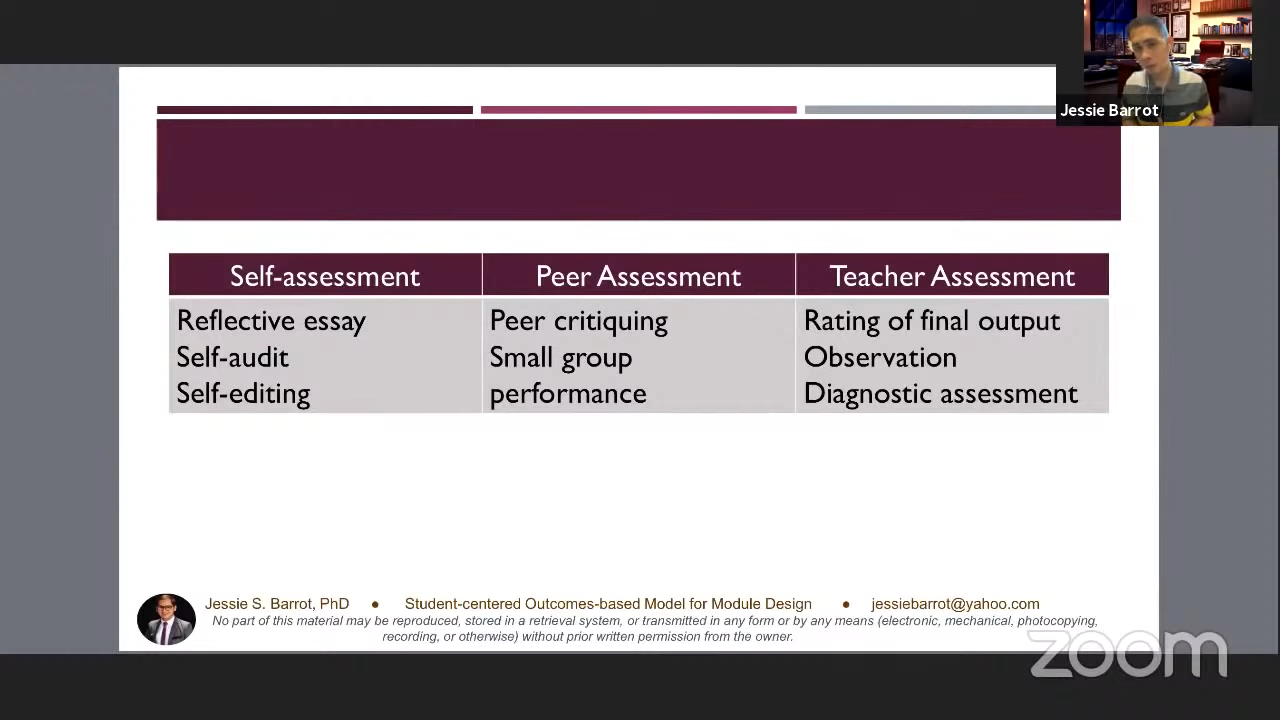 Jessie Barrot
Self-assessment
Peer Assessment
Teacher Assessment
Reflective essay
Self-audit
Self-editing
Peer critiquing
Small group
performance
Rating of final output
Observation
Diagnostic assessment
Jessie S. Barrot, PhD ● Student-centered Outcomes-based Model for Module Design ● jessiebarrot@yahoo.com
No part of this material may be reproduced, stored in a retrieval system, or transmitted in any form or by any means (electronic, mechanical, photocopying,
recording, or otherwise) without prior written permission from the owner.
zoom